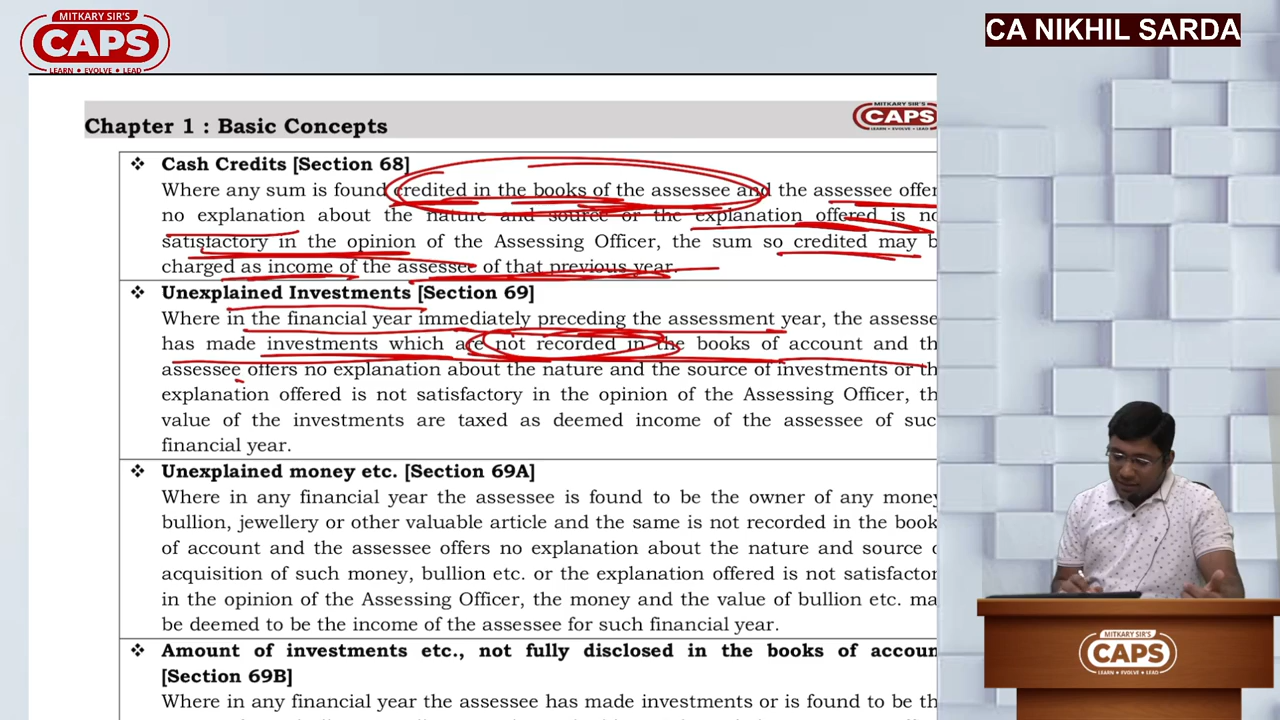 MITKARY SIR'S
CAPS
LEARN • EVOLVE • LEAD
CA NIKHIL SARDA
MITKARY SIR'S
CAPS
LEARN • EVOLVE • LEAD
Chapter 1 : Basic Concepts
❖ Cash Credits [Section 68]
Where any sum is found credited in the books of the assessee and the assessee offer
no explanation about the nature and source or the explanation offered is no
satisfactory in the opinion of the Assessing Officer, the sum so credited may b
charged as income of the assessee of that previous year.
❖ Unexplained Investments [Section 69]
Where in the financial year immediately preceding the assessment year, the assesse
has made investments which are not recorded in the books of account and th
assessee offers no explanation about the nature and the source of investments or th
explanation offered is not satisfactory in the opinion of the Assessing Officer, th
value of the investments are taxed as deemed income of the assessee of suc
financial year.
❖ Unexplained money etc. [Section 69A]
Where in any financial year the assessee is found to be the owner of any money
bullion, jewellery or other valuable article and the same is not recorded in the book
of account and the assessee offers no explanation about the nature and source o
acquisition of such money, bullion etc. or the explanation offered is not satisfactor
in the opinion of the Assessing Officer, the money and the value of bullion etc. ma
be deemed to be the income of the assessee for such financial year.
❖ Amount of investments etc., not fully disclosed in the books of accoun
[Section 69B]
Where in any financial year the assessee has made investments or is found to be th
MITKARY SIR'S
CAPS
LEARN • EVOLVE • LEAD